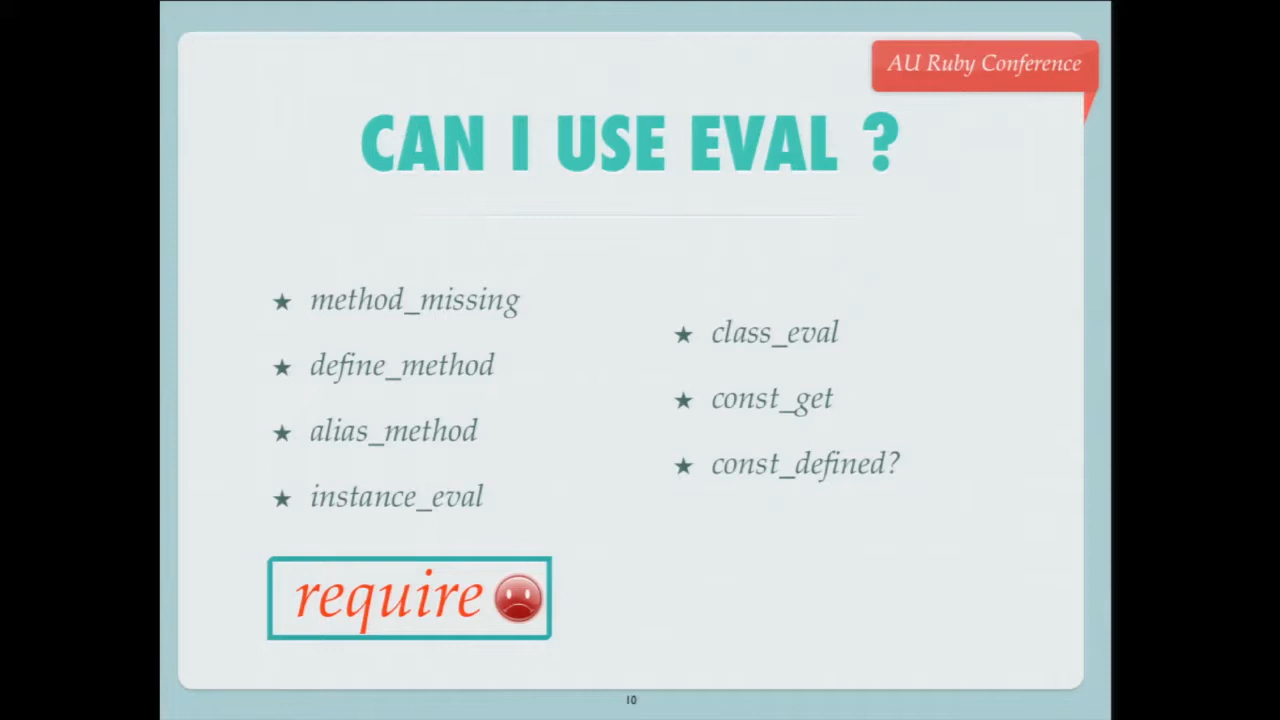 AU Ruby Conference
CAN I USE EVAL ?
★ method_missing
★ define_method
★ alias_method
★ instance_eval
★ class_eval
★ const_get
★ const_defined?
require
10